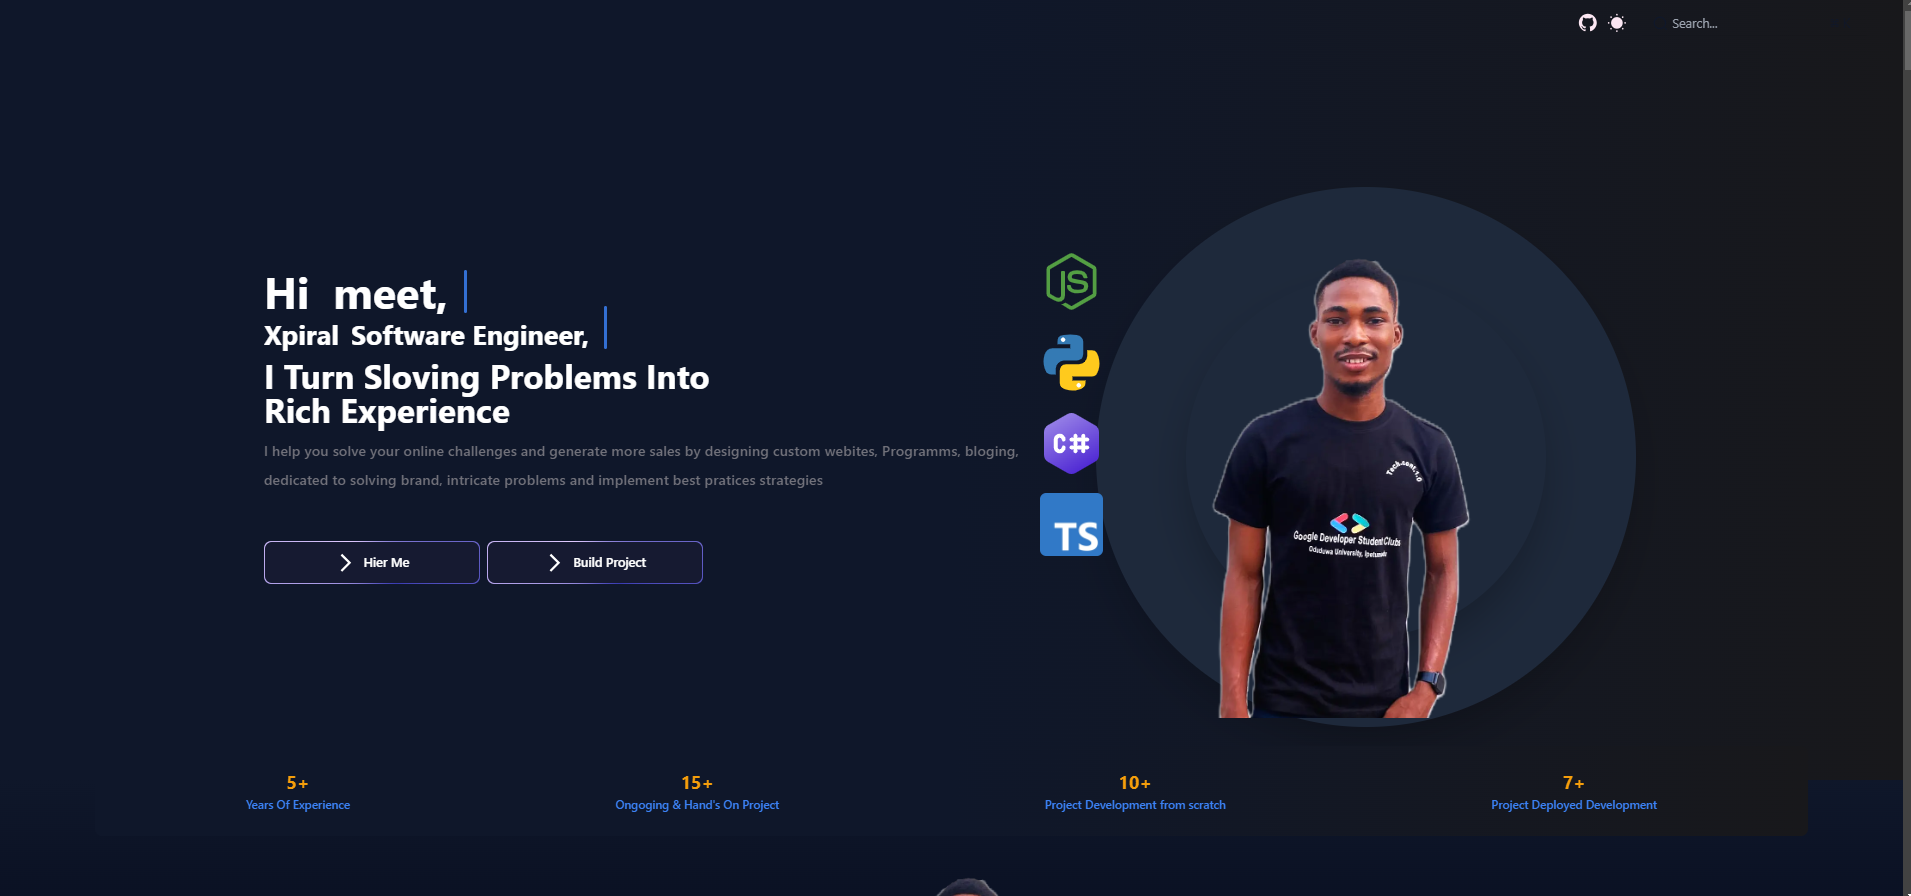 Search...
Hi meet,
Xpiral Software Engineer,
I Turn Sloving Problems Into
Rich Experience
I help you solve your online challenges and generate more sales by designing custom webites, Programms, bloging,
dedicated to solving brand, intricate problems and implement best pratices strategies
Hier Me
Build Project
JS
C#
TS
Google Developer Student Clubs
Oduduwa University, Ipetumodu
5+
Years Of Experience
15+
Ongoging & Hand's On Project
10+
Project Development from scratch
7+
Project Deployed Development